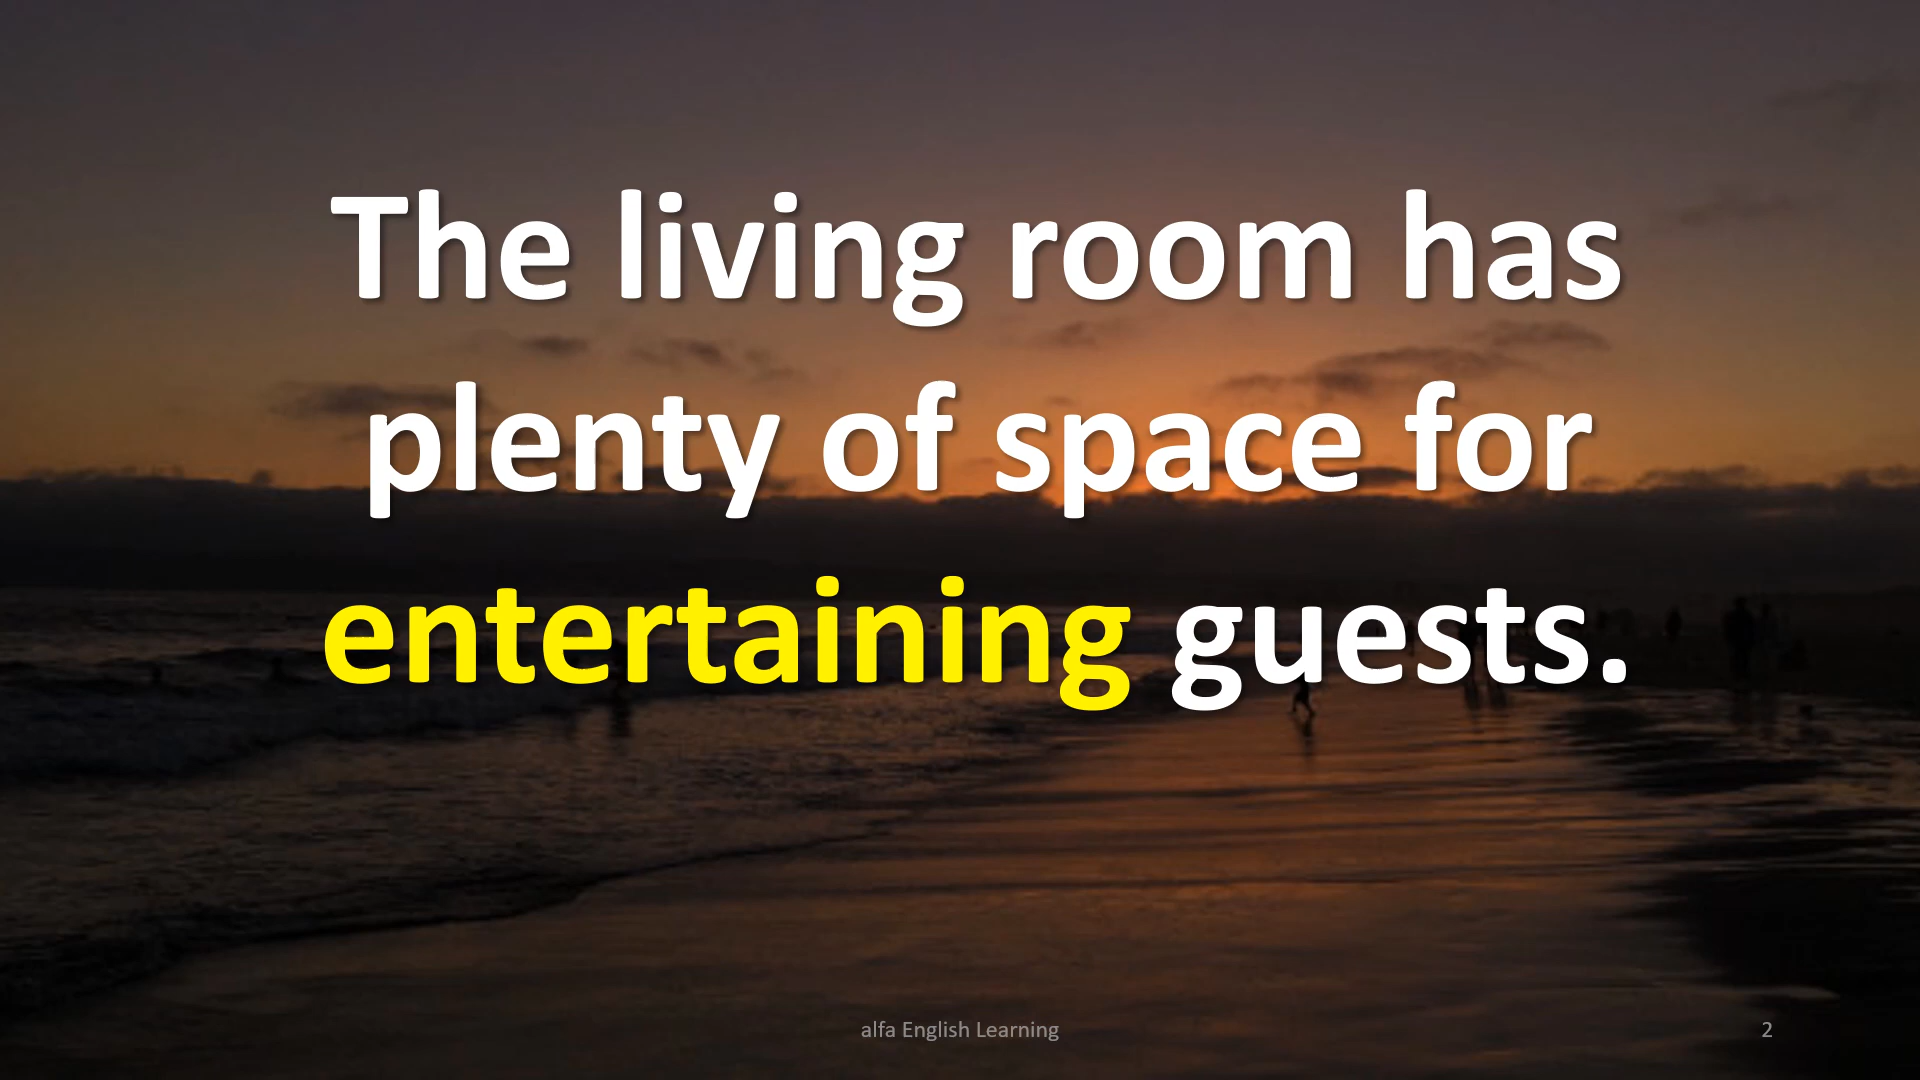 The living room has
plenty of space for
entertaining guests.
alfa English Learning
2